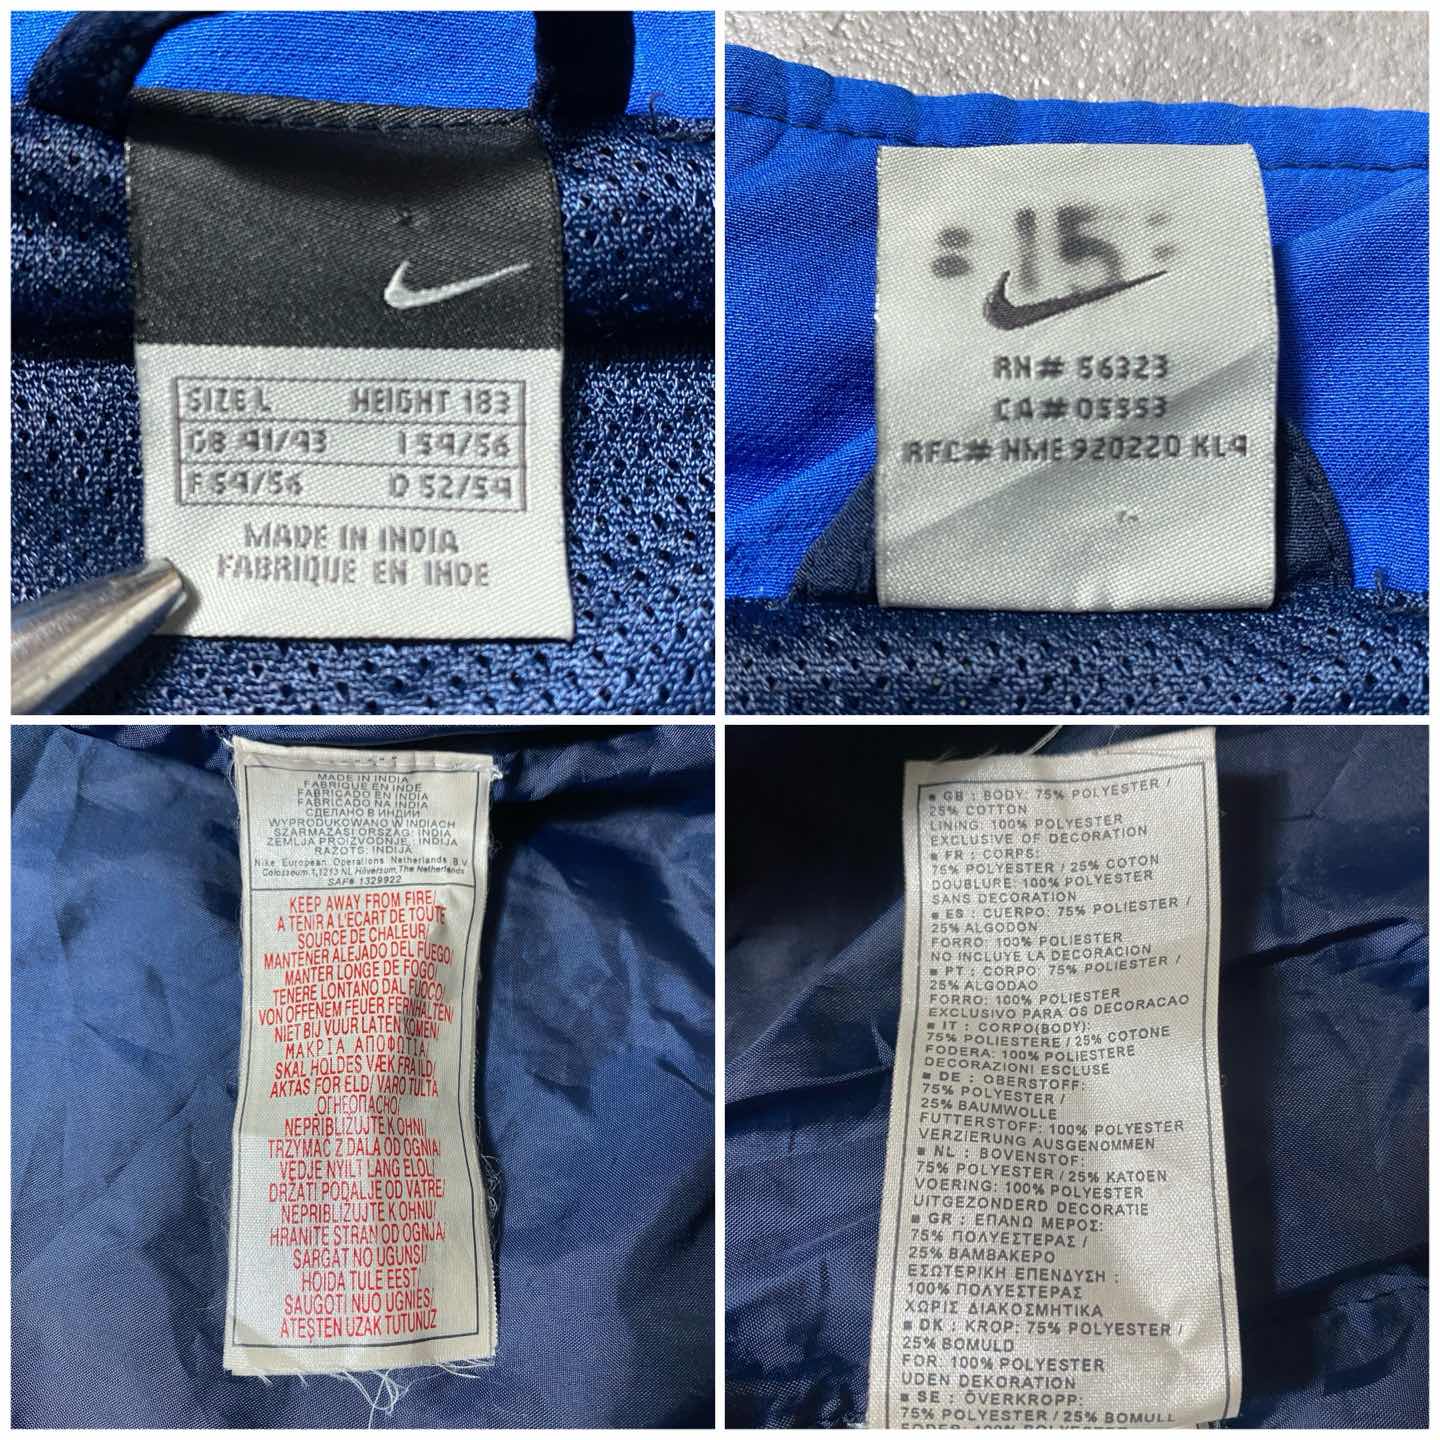 SIZE L HEIGHT 183
GB 41/43 I 54/56
F 54/56 D 52/54
MADE IN INDIA
FABRIQUE EN INDE
15
RN# 56323
CA# 05553
RFC# NME 920220 KL9
MADE IN INDIA
FABRIQUE EN INDE
FABRICADO EN INDIA
FABRICADO NA INDIA
СДЕЛАНО В ИНДИИ
WYPRODUKOWANO W INDIACH
SZARMAZASI ORSZAG: INDIA
ZEMLJA PROIZVODNJE: INDIJA
RAZOTS: INDIJA
Nike European Operations Netherlands B V
Colosseum 1,1213 NL Hilversum,The Netherlands
SAF# 1329922
KEEP AWAY FROM FIRE/
A TENIR À L'ECART DE TOUTE
SOURCE DE CHALEUR/
MANTENER ALEJADO DEL FUEGO/
MANTER LONGE DE FOGO/
TENERE LONTANO DAL FUOCO/
VON OFFENEM FEUER FERNHALTEN/
NIET BIJ VUUR LATEN KOMEN/
ΜΑΚΡΙΑ ΑΠΟΦΩΤΙΑ/
SKAL HOLDES VÆK FRA ILD/
AKTAS FOR ELD/ VARO TULTA
ОГНЕОПАСНО/
NEPŘIBLIZUJTE K OHNI/
TRZYMAC Z DALA OD OGNIA/
VEDJE NYILT LANG ELOL/
DRŽATI PODALJE OD VATRE/
NEPRIBLIZUJTE K OHNU/
HRANITE STRAN OD OGNJA/
SARGAT NO UGUNSI/
HOIDA TULE EEST/
SAUGOTI NUO UGNIES/
ATEŞTEN UZAK TUTUNUZ
■ GB : BODY: 75% POLYESTER /
25% COTTON
LINING: 100% POLYESTER
EXCLUSIVE OF DECORATION
■ FR : CORPS:
75% POLYESTER / 25% COTON
DOUBLURE: 100% POLYESTER
SANS DECORATION
■ ES : CUERPO: 75% POLIESTER /
25% ALGODON
FORRO: 100% POLIESTER
NO INCLUYE LA DECORACION
■ PT : CORPO: 75% POLIESTER /
25% ALGODAO
FORRO: 100% POLIESTER
EXCLUSIVO PARA OS DECORACAO
■ IT : CORPO(BODY):
75% POLIESTERE / 25% COTONE
FODERA: 100% POLIESTERE
DECORAZIONI ESCLUSE
■ DE : OBERSTOFF:
75% POLYESTER /
25% BAUMWOLLE
FUTTERSTOFF: 100% POLYESTER
VERZIERUNG AUSGENOMMEN
■ NL : BOVENSTOF:
75% POLYESTER / 25% KATOEN
VOERING: 100% POLYESTER
UITGEZONDERD DECORATIE
■ GR : ΕΠΑΝΩ ΜΕΡΟΣ:
75% ΠΟΛΥΕΣΤΕΡΑΣ /
25% ΒΑΜΒΑΚΕΡΟ
ΕΣΩΤΕΡΙΚΗ ΕΠΕΝΔΥΣΗ :
100% ΠΟΛΥΕΣΤΕΡΑΣ
ΧΩΡΙΣ ΔΙΑΚΟΣΜΗΤΙΚΑ
■ DK : KROP: 75% POLYESTER /
25% BOMULD
FOR: 100% POLYESTER
UDEN DEKORATION
■ SE : ÖVERKROPP:
75% POLYESTER / 25% BOMULL